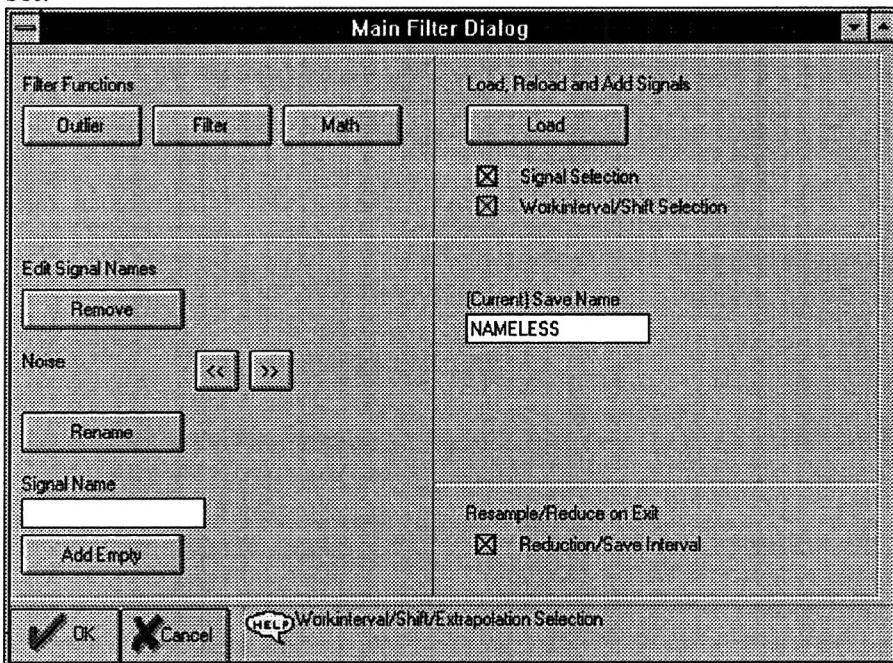 Main Filter Dialog
Filter Functions
Outlier
Filter
Math
Load, Reload and Add Signals
Load
Signal Selection
Workinterval/Shift Selection
Edit Signal Names
Remove
Noise
<<
>>
Rename
Signal Name
Add Empty
(Current) Save Name
NAMELESS
Resample/Reduce on Exit
Reduction/Save Interval
OK
Cancel
HELP
Workinterval/Shift/Extrapolation Selection